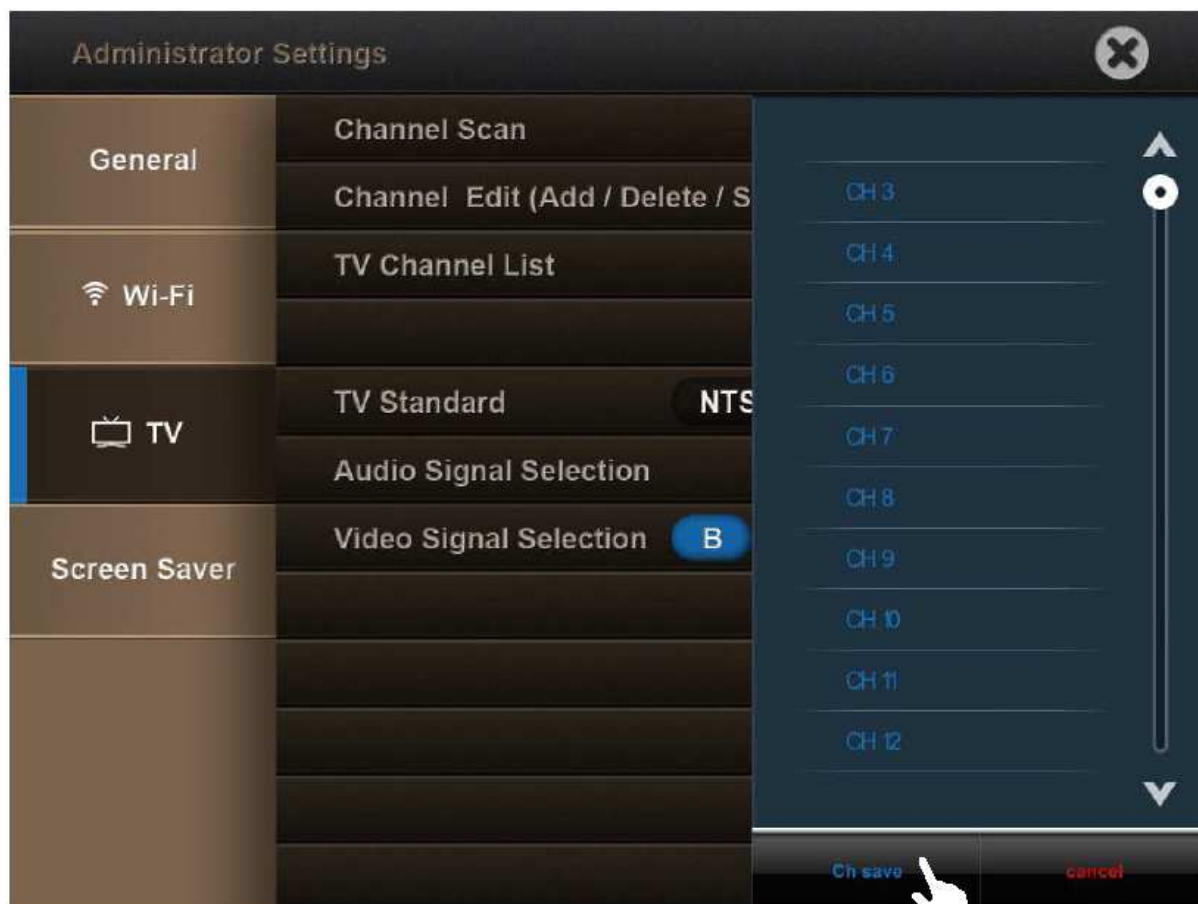 Administrator Settings
General
Wi-Fi
TV
Screen Saver
Channel Scan
Channel Edit (Add / Delete / S
TV Channel List
TV Standard NTS
Audio Signal Selection
Video Signal Selection B
CH 3
CH 4
CH 5
CH 6
CH 7
CH 8
CH 9
CH 10
CH 11
CH 12
Ch save
cancel